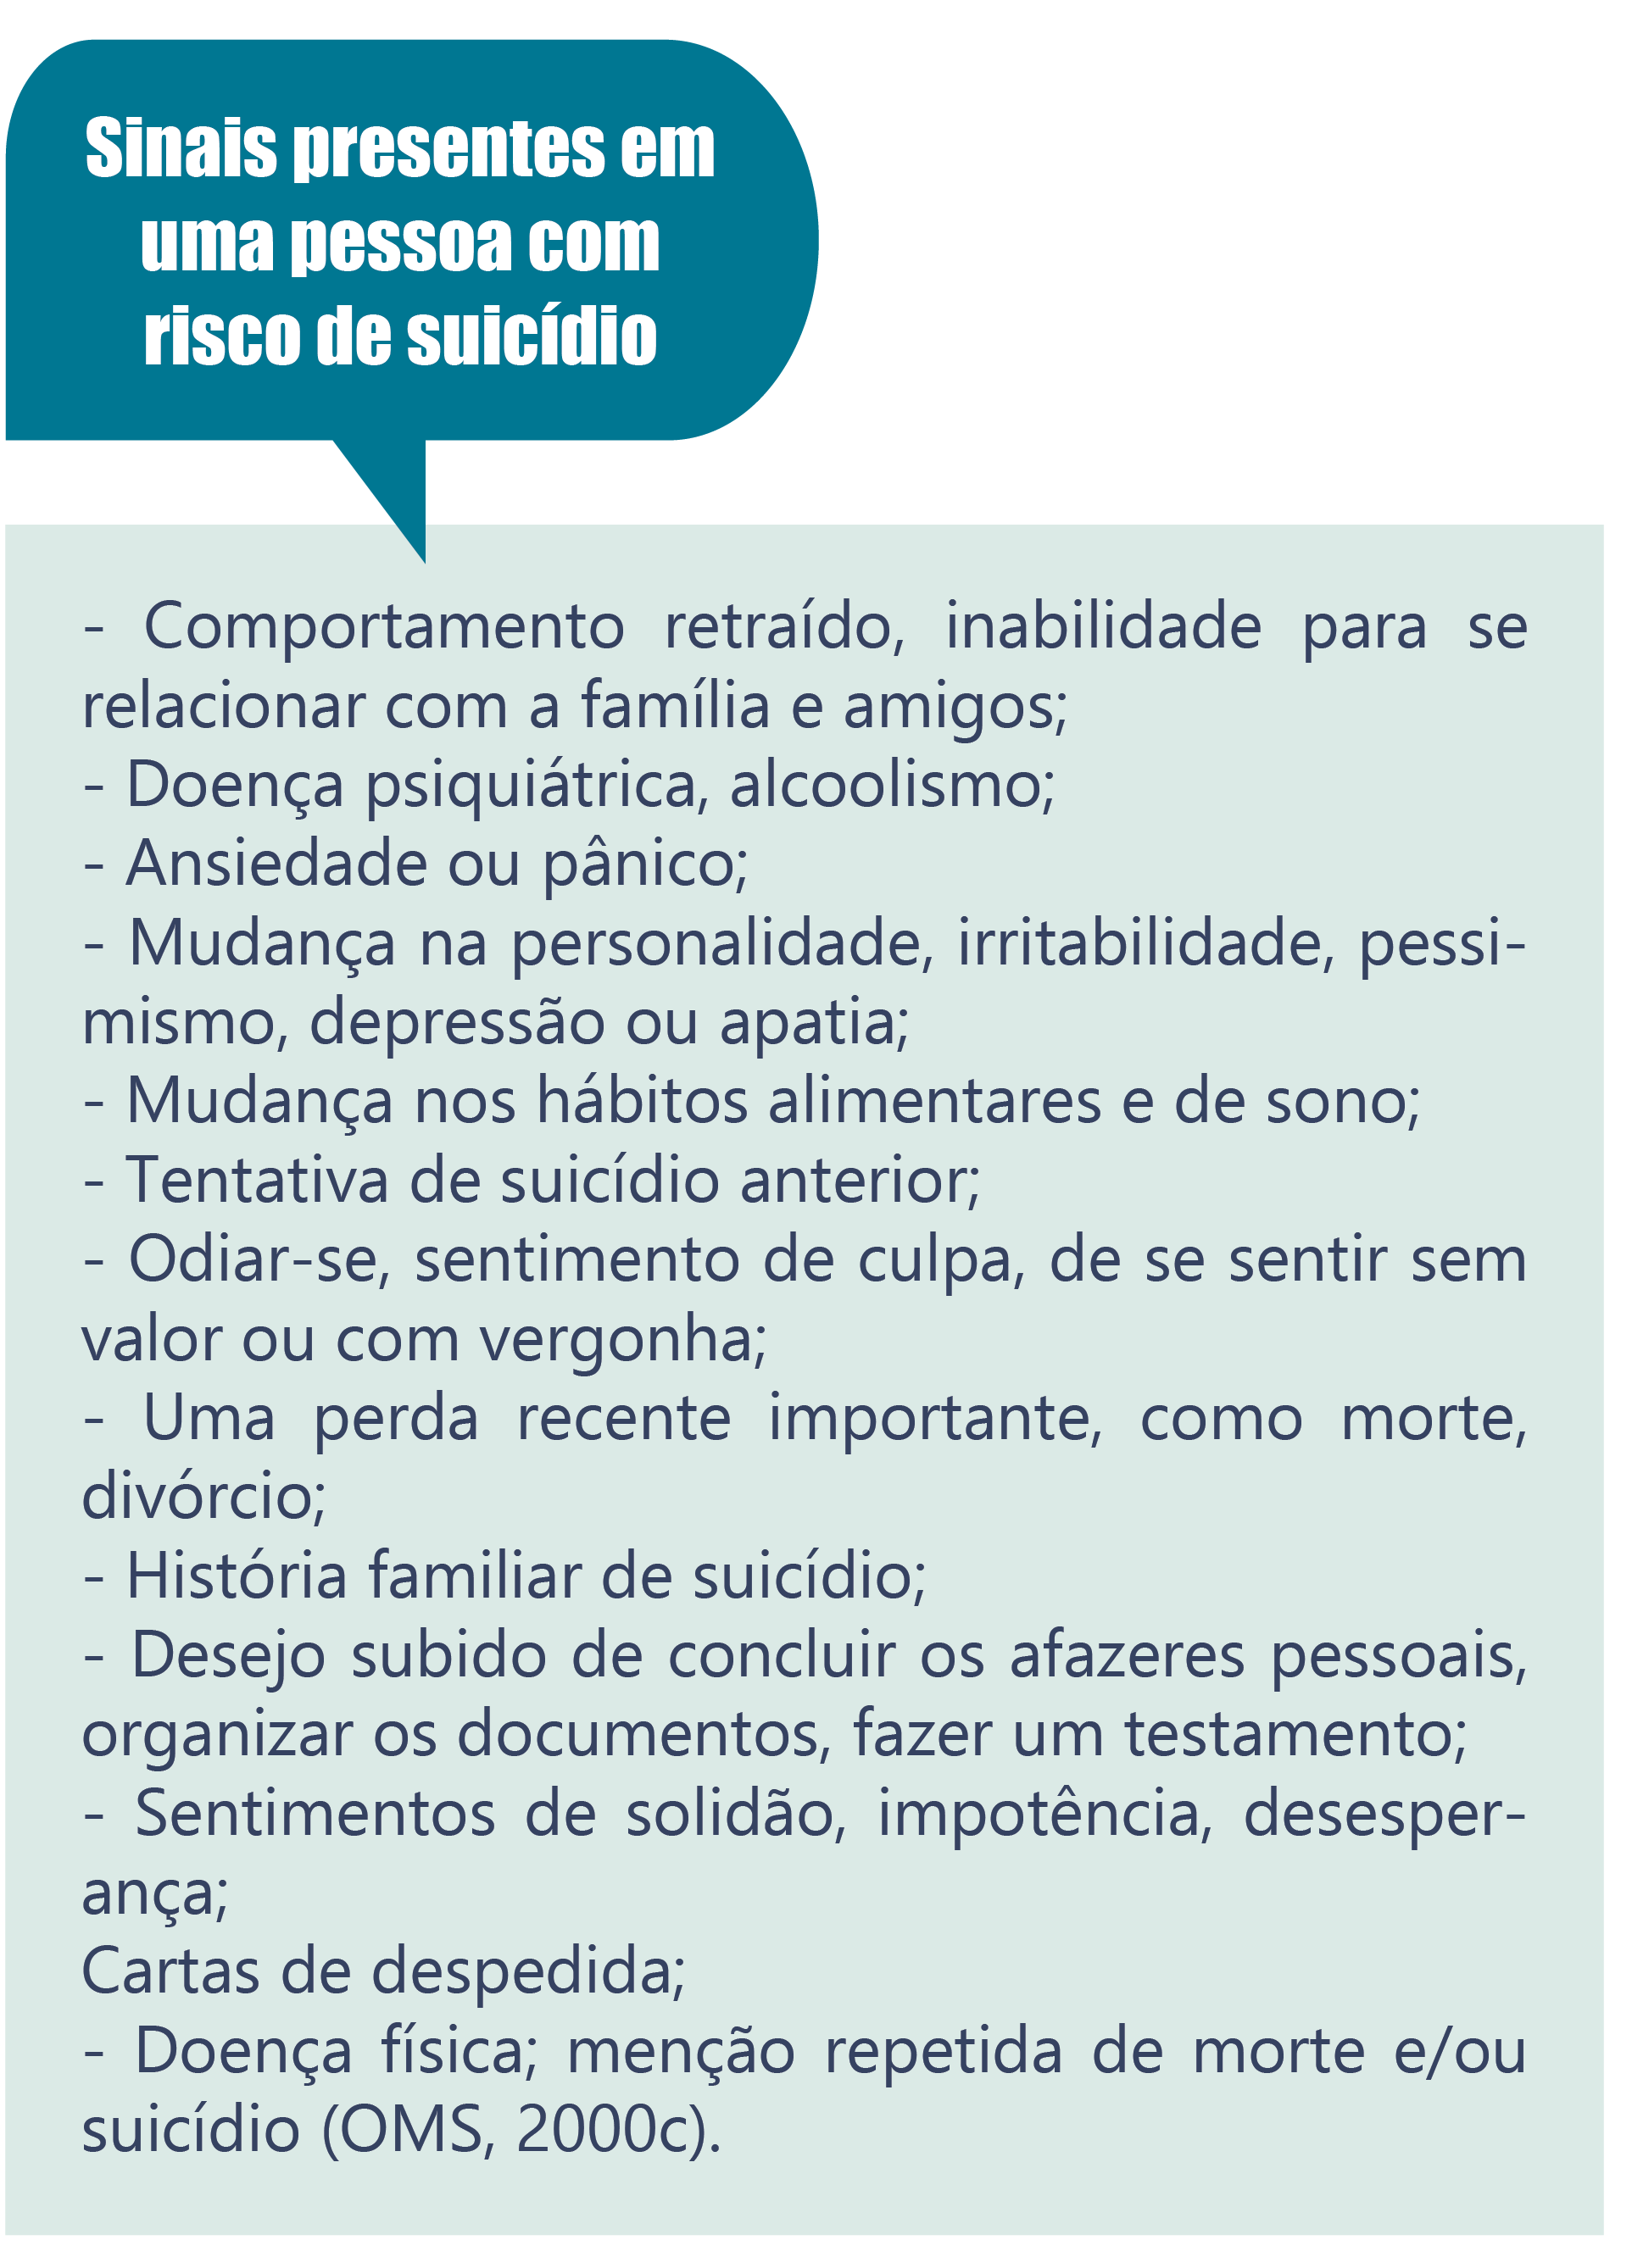 Sinais presentes em
uma pessoa com
risco de suicídio
- Comportamento retraído, inabilidade para se
relacionar com a família e amigos;
- Doença psiquiátrica, alcoolismo;
- Ansiedade ou pânico;
- Mudança na personalidade, irritabilidade, pessi-
mismo, depressão ou apatia;
- Mudança nos hábitos alimentares e de sono;
- Tentativa de suicídio anterior;
- Odiar-se, sentimento de culpa, de se sentir sem
valor ou com vergonha;
- Uma perda recente importante, como morte,
divórcio;
- História familiar de suicídio;
- Desejo subido de concluir os afazeres pessoais,
organizar os documentos, fazer um testamento;
- Sentimentos de solidão, impotência, desesper-
ança;
Cartas de despedida;
- Doença física; menção repetida de morte e/ou
suicídio (OMS, 2000c).